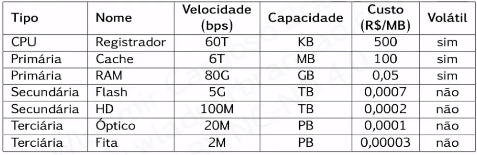 Tipo Nome Velocidade (bps) Capacidade Custo (R$/MB) Volátil
CPU Registrador 60T KB 500 sim
Primária Cache 6T MB 100 sim
Primária RAM 80G GB 0,05 sim
Secundária Flash 5G TB 0,0007 não
Secundária HD 100M TB 0,0002 não
Terciária Óptico 20M PB 0,0001 não
Terciária Fita 2M PB 0,00003 não